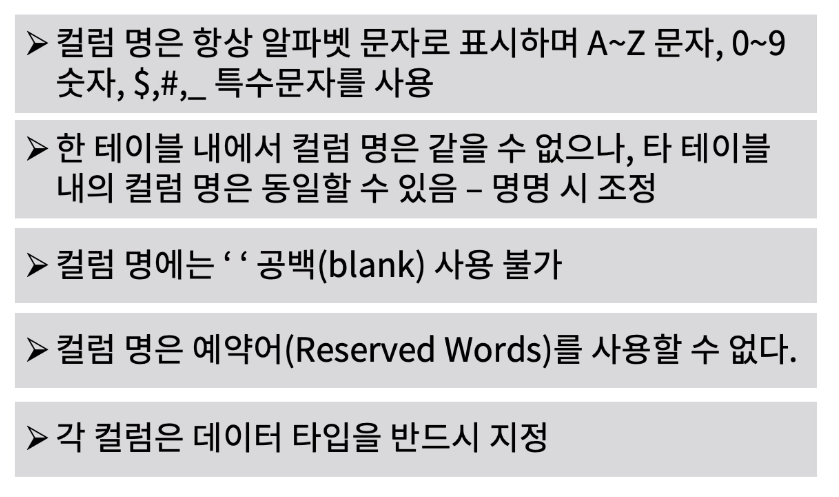 ➢ 컬럼 명은 항상 알파벳 문자로 표시하며 A~Z 문자, 0~9
숫자, $,#,_ 특수문자를 사용
➢ 한 테이블 내에서 컬럼 명은 같을 수 없으나, 타 테이블
내의 컬럼 명은 동일할 수 있음 – 명명 시 조정
➢ 컬럼 명에는 ‘ ‘ 공백(blank) 사용 불가
➢ 컬럼 명은 예약어(Reserved Words)를 사용할 수 없다.
➢ 각 컬럼은 데이터 타입을 반드시 지정